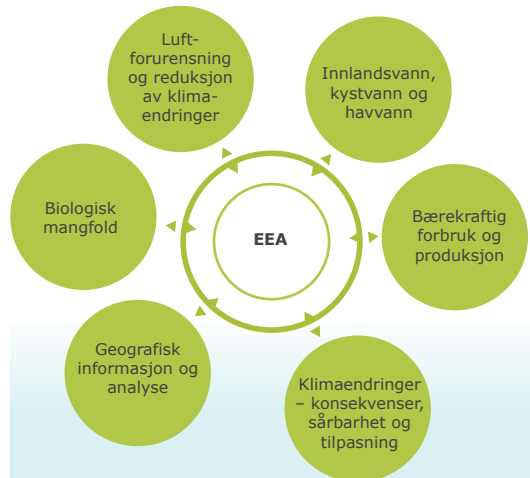 Luft-
forurensning
og reduksjon
av klima-
endringer
Innlandsvann,
kystvann og
havvann
Biologisk
mangfold
EEA
Bærekraftig
forbruk og
produksjon
Geografisk
informasjon og
analyse
Klimaendringer
– konsekvenser,
sårbarhet og
tilpasning